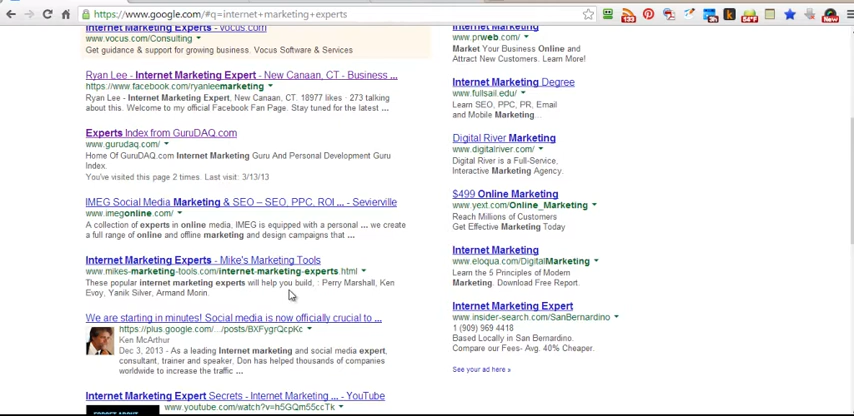 https://www.google.com/#q=internet+marketing+experts
133
3h
54°F
New
Internet Marketing Experts - vocus.com
www.vocus.com/Consulting
Get guidance & support for growing business. Vocus Software & Services
Ryan Lee - Internet Marketing Expert - New Canaan, CT - Business ...
https://www.facebook.com/ryanleemarketing
Ryan Lee - Internet Marketing Expert, New Canaan, CT. 18977 likes · 273 talking
about this. Welcome to my official Facebook Fan Page. Stay tuned for the latest ...
Experts Index from GuruDAQ.com
www.gurudaq.com/
Home Of GuruDAQ.com Internet Marketing Guru And Personal Development Guru
Index.
You've visited this page 2 times. Last visit: 3/13/13
IMEG Social Media Marketing & SEO – SEO, PPC, ROI ... - Sevierville
www.imegonline.com/
A collection of experts in online media, IMEG is equipped with a personal ... we create
a full range of online and offline marketing and design campaigns that ...
Internet Marketing Experts - Mike's Marketing Tools
www.mikes-marketing-tools.com/internet-marketing-experts.html
These popular internet marketing experts will help you build, : Perry Marshall, Ken
Evoy, Yanik Silver, Armand Morin.
We are starting in minutes! Social media is now officially crucial to ...
https://plus.google.com/.../posts/BXFygrQcpKc
Ken McArthur
Dec 3, 2013 - As a leading Internet marketing and social media expert,
consultant, trainer and speaker. Don has helped thousands of companies
worldwide to increase the traffic ...
Internet Marketing Expert Secrets - Internet Marketing ... - YouTube
www.youtube.com/watch?v=h5GQm55ccTk
FORGET ABOUT
Internet Marketing
www.prweb.com/
Market Your Business Online and
Attract New Customers. Learn More!
Internet Marketing Degree
www.fullsail.edu/
Learn SEO, PPC, PR, Email
and Mobile Marketing...
Digital River Marketing
www.digitalriver.com/
Digital River is a Full-Service,
Interactive Marketing Agency.
$499 Online Marketing
www.yext.com/Online_Marketing
Reach Millions of Customers
Get Effective Marketing Today
Internet Marketing
www.eloqua.com/DigitalMarketing
Learn the 5 Principles of Modern
Marketing. Download Free Report.
Internet Marketing Expert
www.insider-search.com/SanBernardino
1 (909) 969 4418
Based Locally in San Bernardino.
Compare our Fees- Avg. 40% Cheaper.
See your ad here »